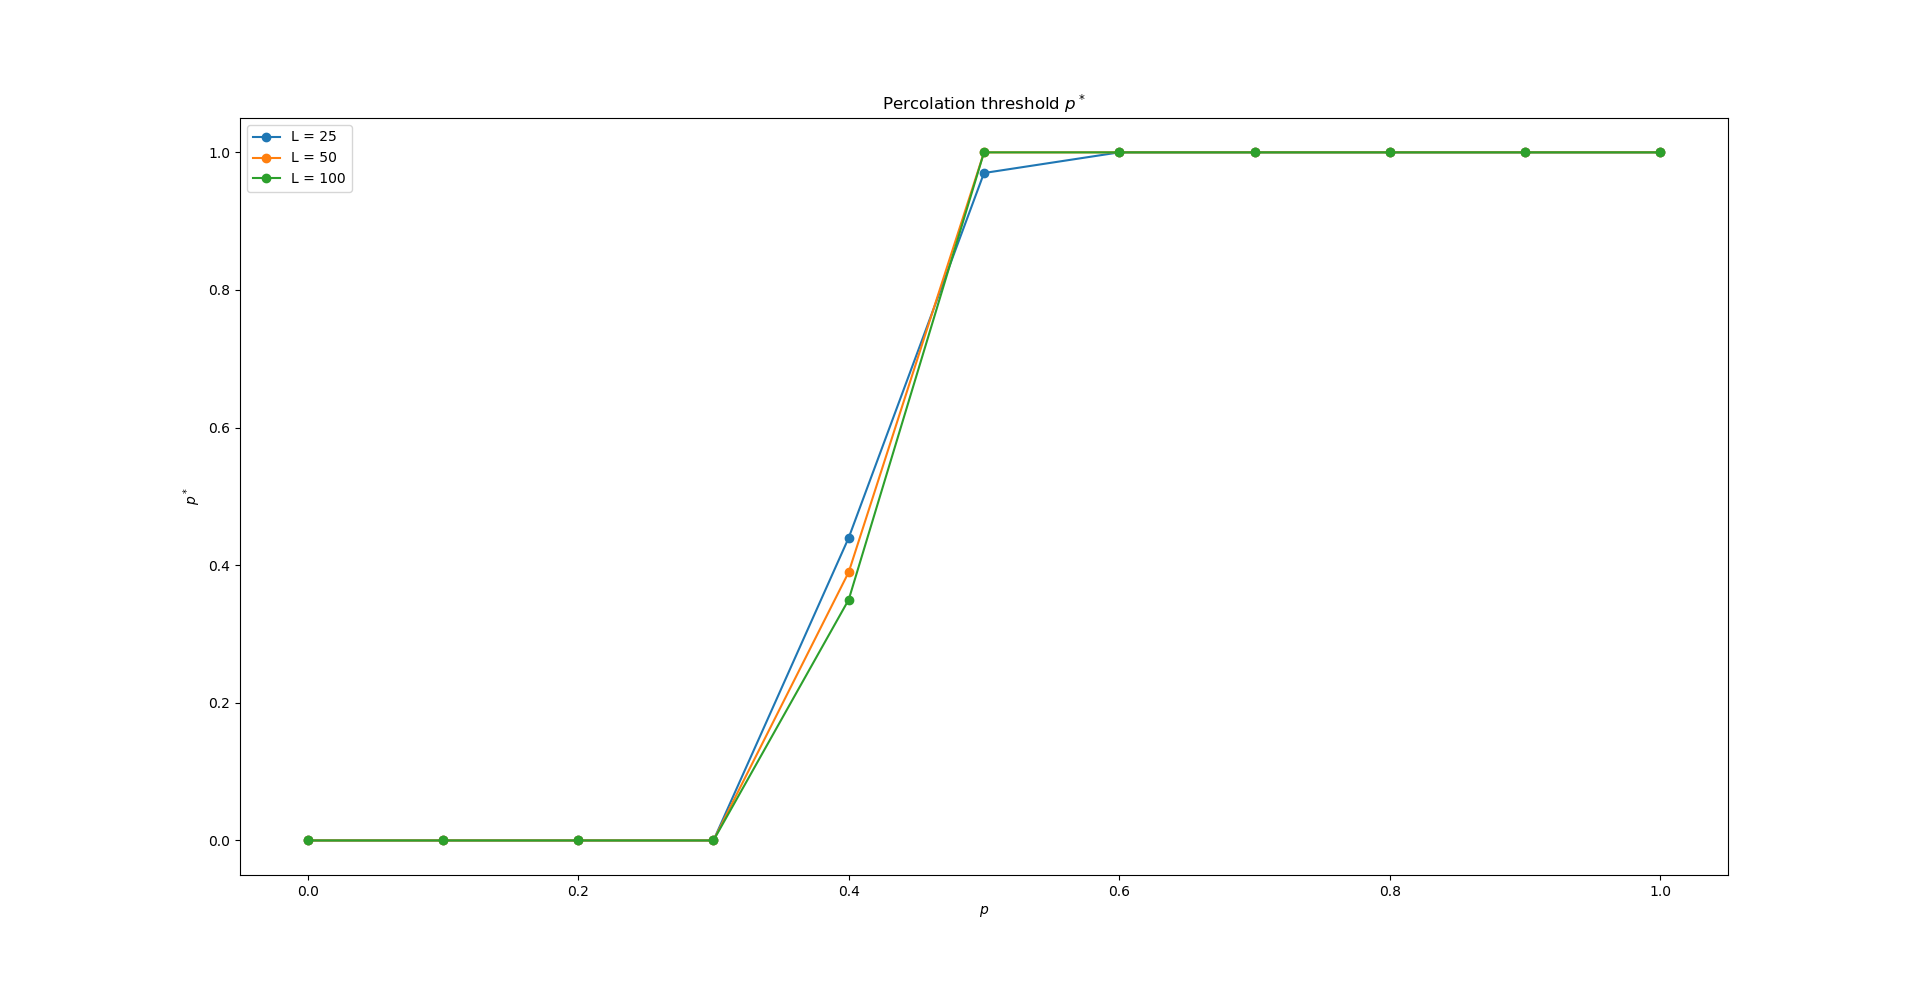 Percolation threshold p*
L = 25
L = 50
L = 100
1.0
0.8
0.6
0.4
0.2
0.0
p*
0.0 0.2 0.4 0.6 0.8 1.0
p